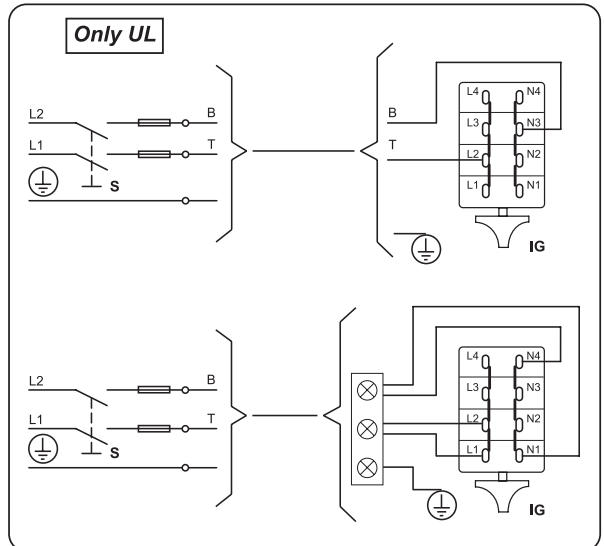 Only UL
L2 B
L1 T
S
B
T
L4 N4
L3 N3
L2 N2
L1 N1
IG
L2 B
L1 T
S
L4 N4
L3 N3
L2 N2
L1 N1
IG